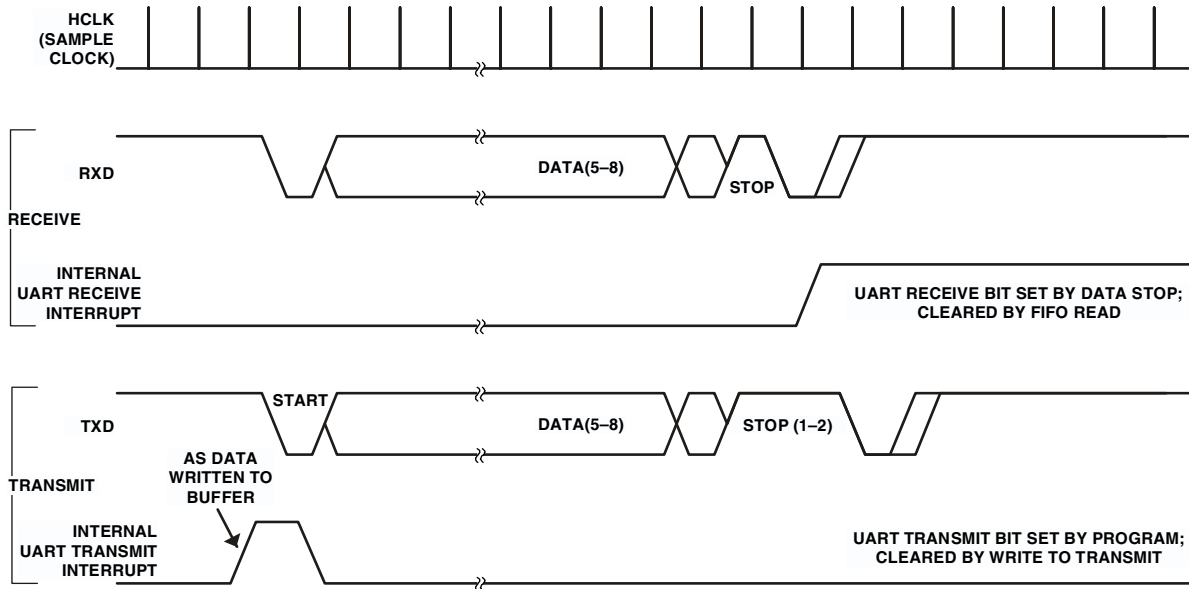 HCLK
(SAMPLE
CLOCK)
RXD
DATA(5–8)
STOP
RECEIVE
INTERNAL
UART RECEIVE
INTERRUPT
UART RECEIVE BIT SET BY DATA STOP;
CLEARED BY FIFO READ
START
TXD
DATA(5–8)
STOP (1–2)
AS DATA
WRITTEN TO
BUFFER
TRANSMIT
INTERNAL
UART TRANSMIT
INTERRUPT
UART TRANSMIT BIT SET BY PROGRAM;
CLEARED BY WRITE TO TRANSMIT